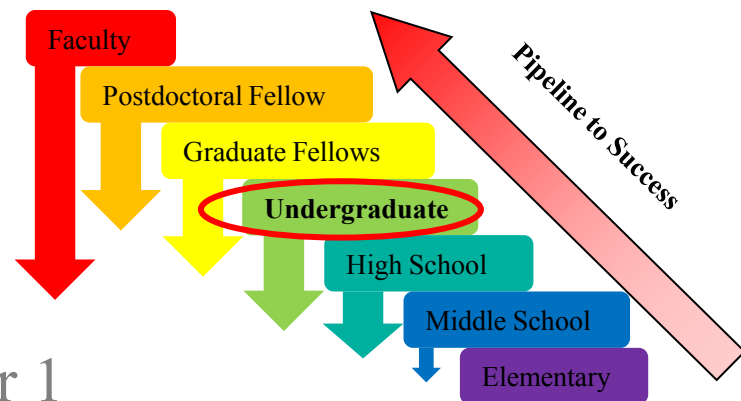 Faculty
Postdoctoral Fellow
Graduate Fellows
Undergraduate
High School
Middle School
Elementary
Pipeline to Success
r 1